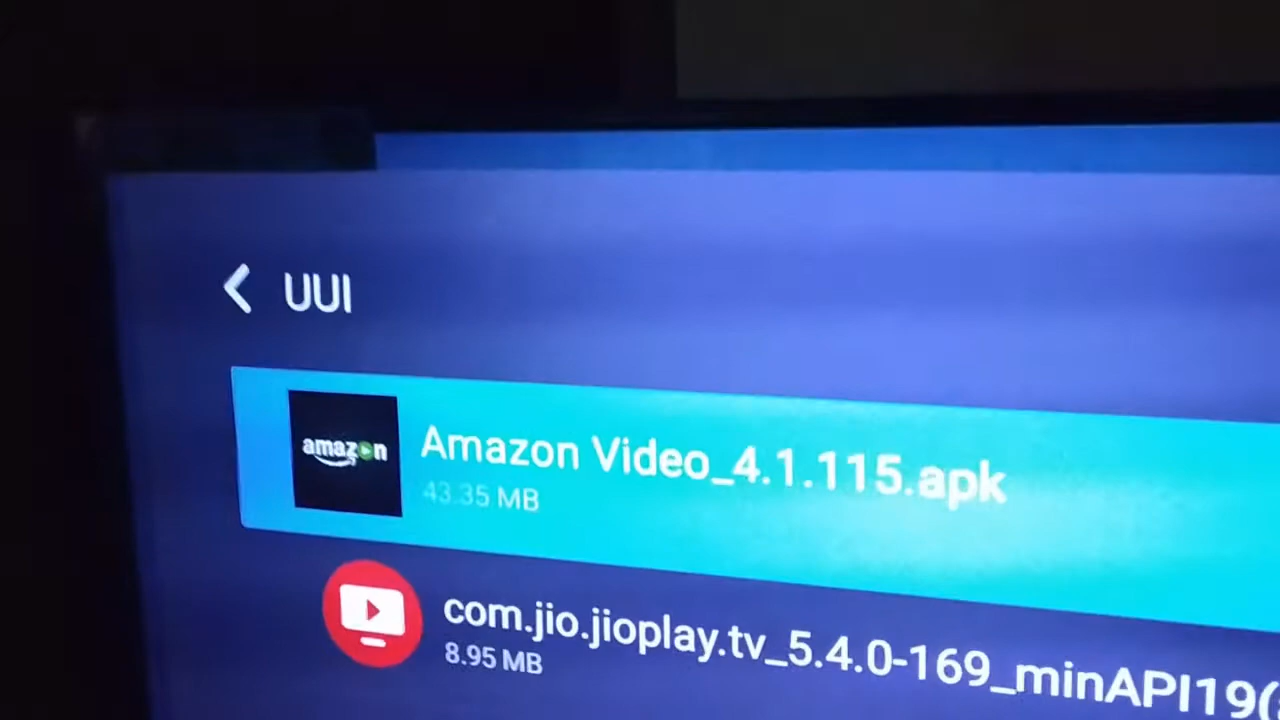 UUI
amazon
Amazon Video_4.1.115.apk
43.35 MB
com.jio.jioplay.tv_5.4.0-169_minAPI19(
8.95 MB